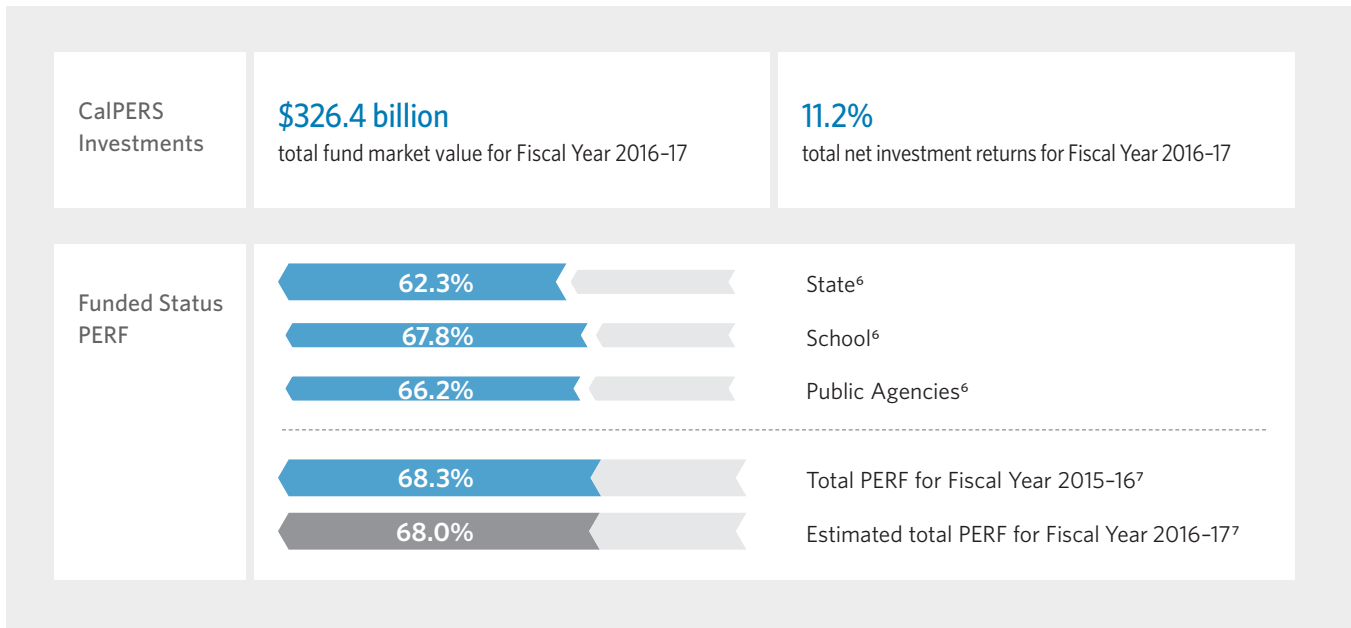 CalPERS
Investments
$326.4 billion
total fund market value for Fiscal Year 2016–17
11.2%
total net investment returns for Fiscal Year 2016–17
Funded Status
PERF
62.3%
State⁶
67.8%
School⁶
66.2%
Public Agencies⁶
68.3%
Total PERF for Fiscal Year 2015–16⁷
68.0%
Estimated total PERF for Fiscal Year 2016–17⁷